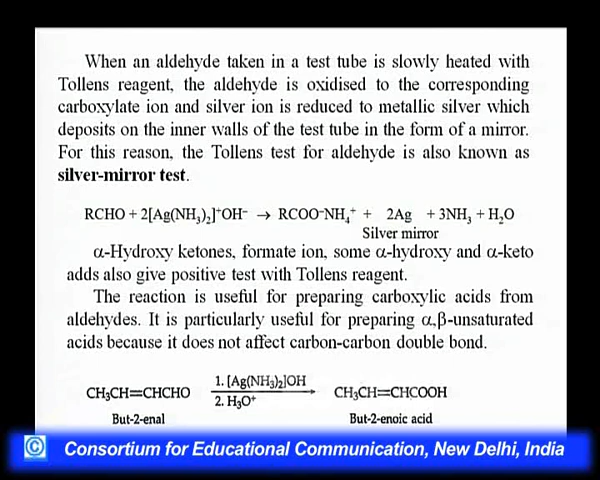 When an aldehyde taken in a test tube is slowly heated with
Tollens reagent, the aldehyde is oxidised to the corresponding
carboxylate ion and silver ion is reduced to metallic silver which
deposits on the inner walls of the test tube in the form of a mirror.
For this reason, the Tollens test for aldehyde is also known as
silver-mirror test.
RCHO + 2[Ag(NH₃)₂]⁺OH⁻ → RCOO⁻NH₄⁺ + 2Ag + 3NH₃ + H₂O
Silver mirror
α-Hydroxy ketones, formate ion, some α-hydroxy and α-keto
adds also give positive test with Tollens reagent.
The reaction is useful for preparing carboxylic acids from
aldehydes. It is particularly useful for preparing α,β-unsaturated
acids because it does not affect carbon-carbon double bond.
1. [Ag(NH₃)₂]OH
CH₃CH=CHCHO → CH₃CH=CHCOOH
2. H₃O⁺
But-2-enal But-2-enoic acid
© Consortium for Educational Communication, New Delhi, India